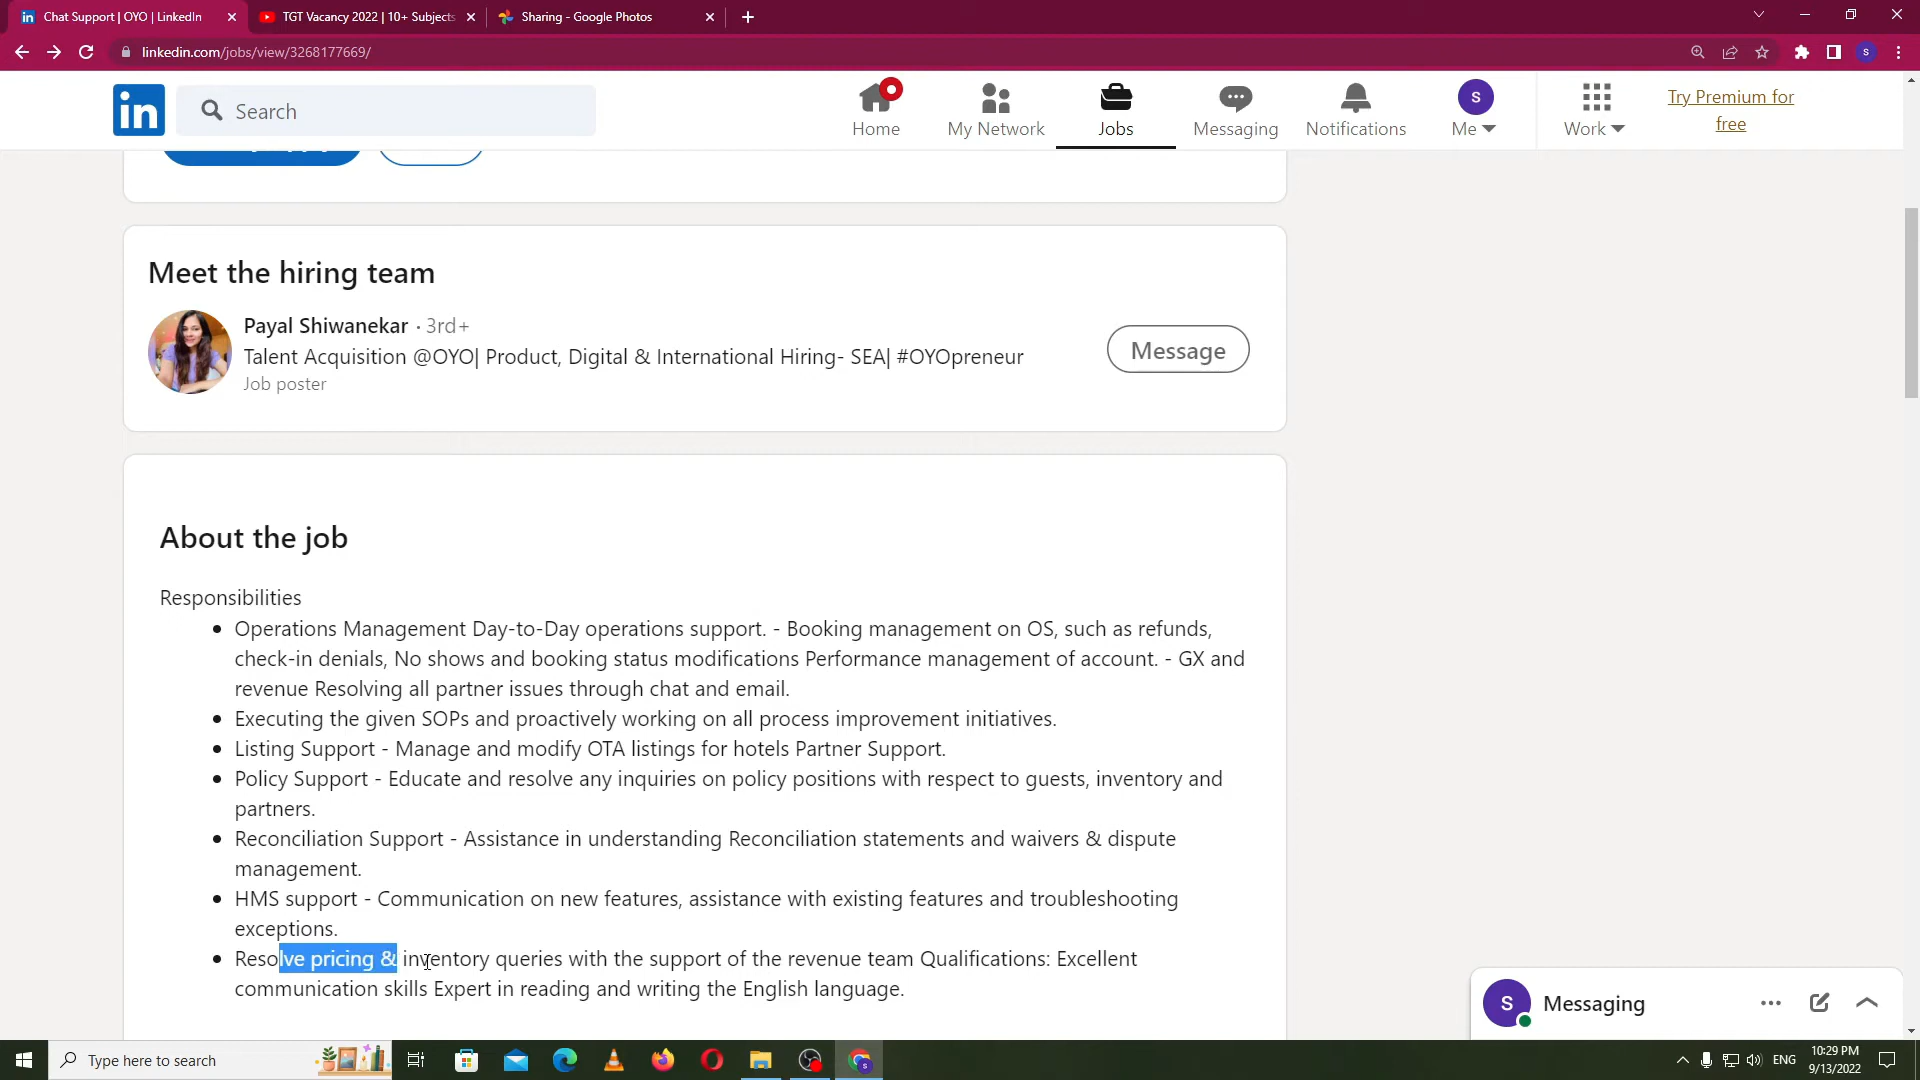 Chat Support | OYO | LinkedIn
TGT Vacancy 2022 | 10+ Subjects
Sharing - Google Photos
linkedin.com/jobs/view/3268177669/
S
in
Search
Home
My Network
Jobs
Messaging
Notifications
S
Me
Work
Try Premium for
free
Meet the hiring team
Payal Shiwanekar · 3rd+
Talent Acquisition @OYO| Product, Digital & International Hiring- SEA| #OYOpreneur
Job poster
Message
About the job
Responsibilities
• Operations Management Day-to-Day operations support. - Booking management on OS, such as refunds,
check-in denials, No shows and booking status modifications Performance management of account. - GX and
revenue Resolving all partner issues through chat and email.
• Executing the given SOPs and proactively working on all process improvement initiatives.
• Listing Support - Manage and modify OTA listings for hotels Partner Support.
• Policy Support - Educate and resolve any inquiries on policy positions with respect to guests, inventory and
partners.
• Reconciliation Support - Assistance in understanding Reconciliation statements and waivers & dispute
management.
• HMS support - Communication on new features, assistance with existing features and troubleshooting
exceptions.
• Resolve pricing & inventory queries with the support of the revenue team Qualifications: Excellent
communication skills Expert in reading and writing the English language.
S
Messaging
Type here to search
ENG
10:29 PM
9/13/2022